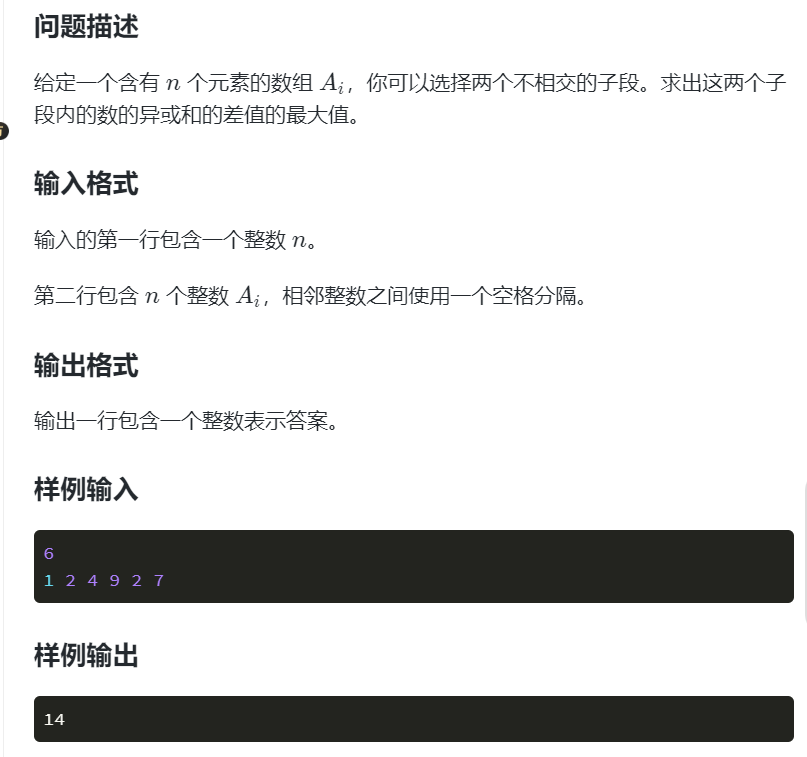 问题描述
给定一个含有 n 个元素的数组 Aᵢ，你可以选择两个不相交的子段。求出这两个子
段内的数的异或和的差值的最大值。
输入格式
输入的第一行包含一个整数 n。
第二行包含 n 个整数 Aᵢ，相邻整数之间使用一个空格分隔。
输出格式
输出一行包含一个整数表示答案。
样例输入
6
1 2 4 9 2 7
样例输出
14